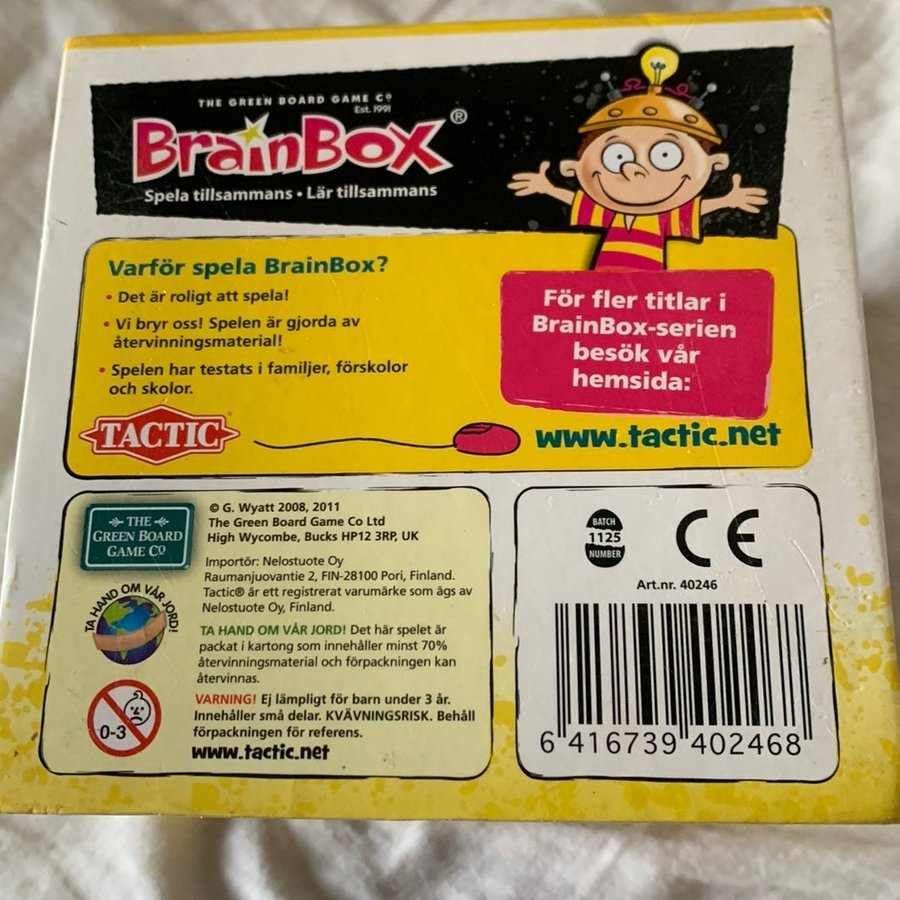 THE GREEN BOARD GAME Cº
Est. 1991
BrainBox®
Spela tillsammans • Lär tillsammans
Varför spela BrainBox?
• Det är roligt att spela!
• Vi bryr oss! Spelen är gjorda av
återvinningsmaterial!
• Spelen har testats i familjer, förskolor
och skolor.
För fler titlar i
BrainBox-serien
besök vår
hemsida:
TACTIC®
www.tactic.net
THE
GREEN BOARD
GAME Cº
© G. Wyatt 2008, 2011
The Green Board Game Co Ltd
High Wycombe, Bucks HP12 3RP, UK
Importör: Nelostuote Oy
Raumanjuovantie 2, FIN-28100 Pori, Finland.
Tactic® är ett registrerat varumärke som ägs av
Nelostuote Oy, Finland.
TA HAND OM VÅR JORD!
TA HAND OM VÅR JORD! Det här spelet är
packat i kartong som innehåller minst 70%
återvinningsmaterial och förpackningen kan
återvinnas.
0-3
VARNING! Ej lämpligt för barn under 3 år.
Innehåller små delar. KVÄVNINGSRISK. Behåll
förpackningen för referens.
www.tactic.net
BATCH
1125
NUMBER
CE
Art.nr. 40246
6 416739 402468